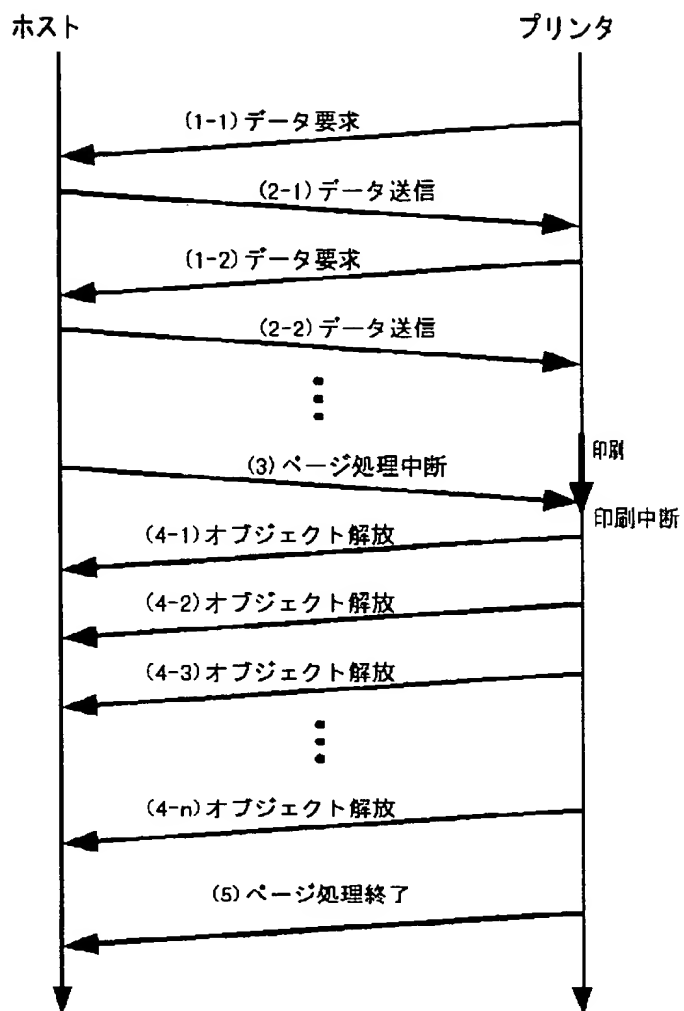 ホスト
プリンタ
(1-1)データ要求
(2-1)データ送信
(1-2)データ要求
(2-2)データ送信
印刷
(3)ページ処理中断
印刷中断
(4-1)オブジェクト解放
(4-2)オブジェクト解放
(4-3)オブジェクト解放
(4-n)オブジェクト解放
(5)ページ処理終了